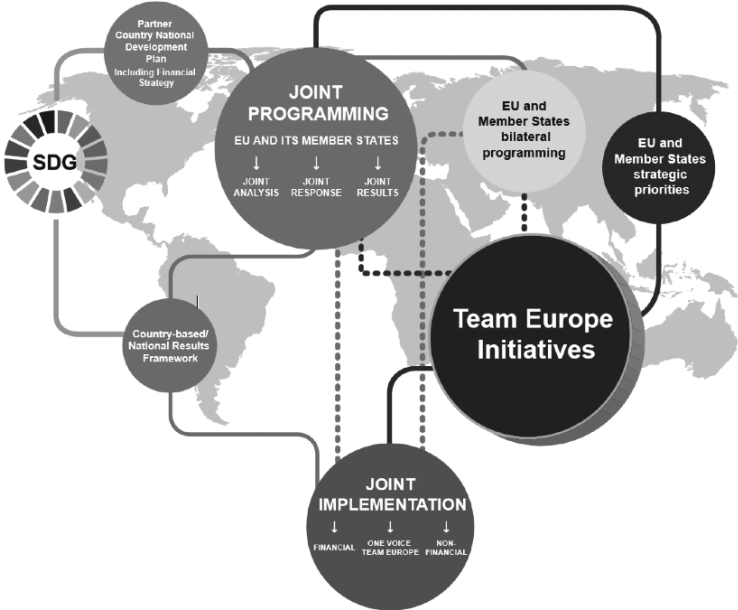 Partner
Country National
Development
Plan
Including Financial
Strategy
SDG
JOINT
PROGRAMMING
EU AND ITS MEMBER STATES
JOINT
ANALYSIS
JOINT
RESPONSE
JOINT
RESULTS
EU and
Member States
bilateral
programming
EU and
Member States
strategic
priorities
Team Europe
Initiatives
Country-based/
National Results
Framework
JOINT
IMPLEMENTATION
FINANCIAL
ONE VOICE
TEAM EUROPE
NON-
FINANCIAL